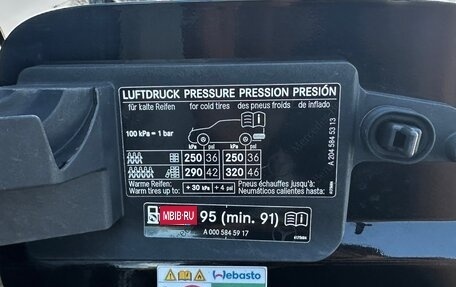 LUFTDRUCK PRESSURE PRESSION PRESIÓN
für kalte Reifen for cold tires des pneus froids de inflado
100 kPa = 1 bar
kPa psi kPa psi
250 36 250 36
290 42 320 46
Warme Reifen: Pneus échauffés jusqu'à:
Warm tires up to: + 30 kPa + 4 psi Neumáticos calientes hasta:
A 204 584 53 13
MBIB.RU 95 (min. 91)
A 000 584 59 17
Webasto